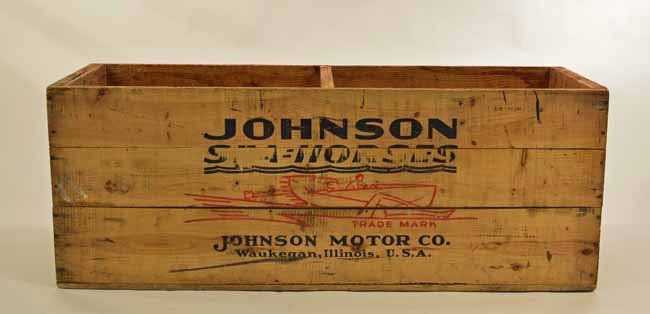 JOHNSON
SEA-HORSES
TRADE MARK
JOHNSON MOTOR CO.
Waukegan, Illinois, U.S.A.